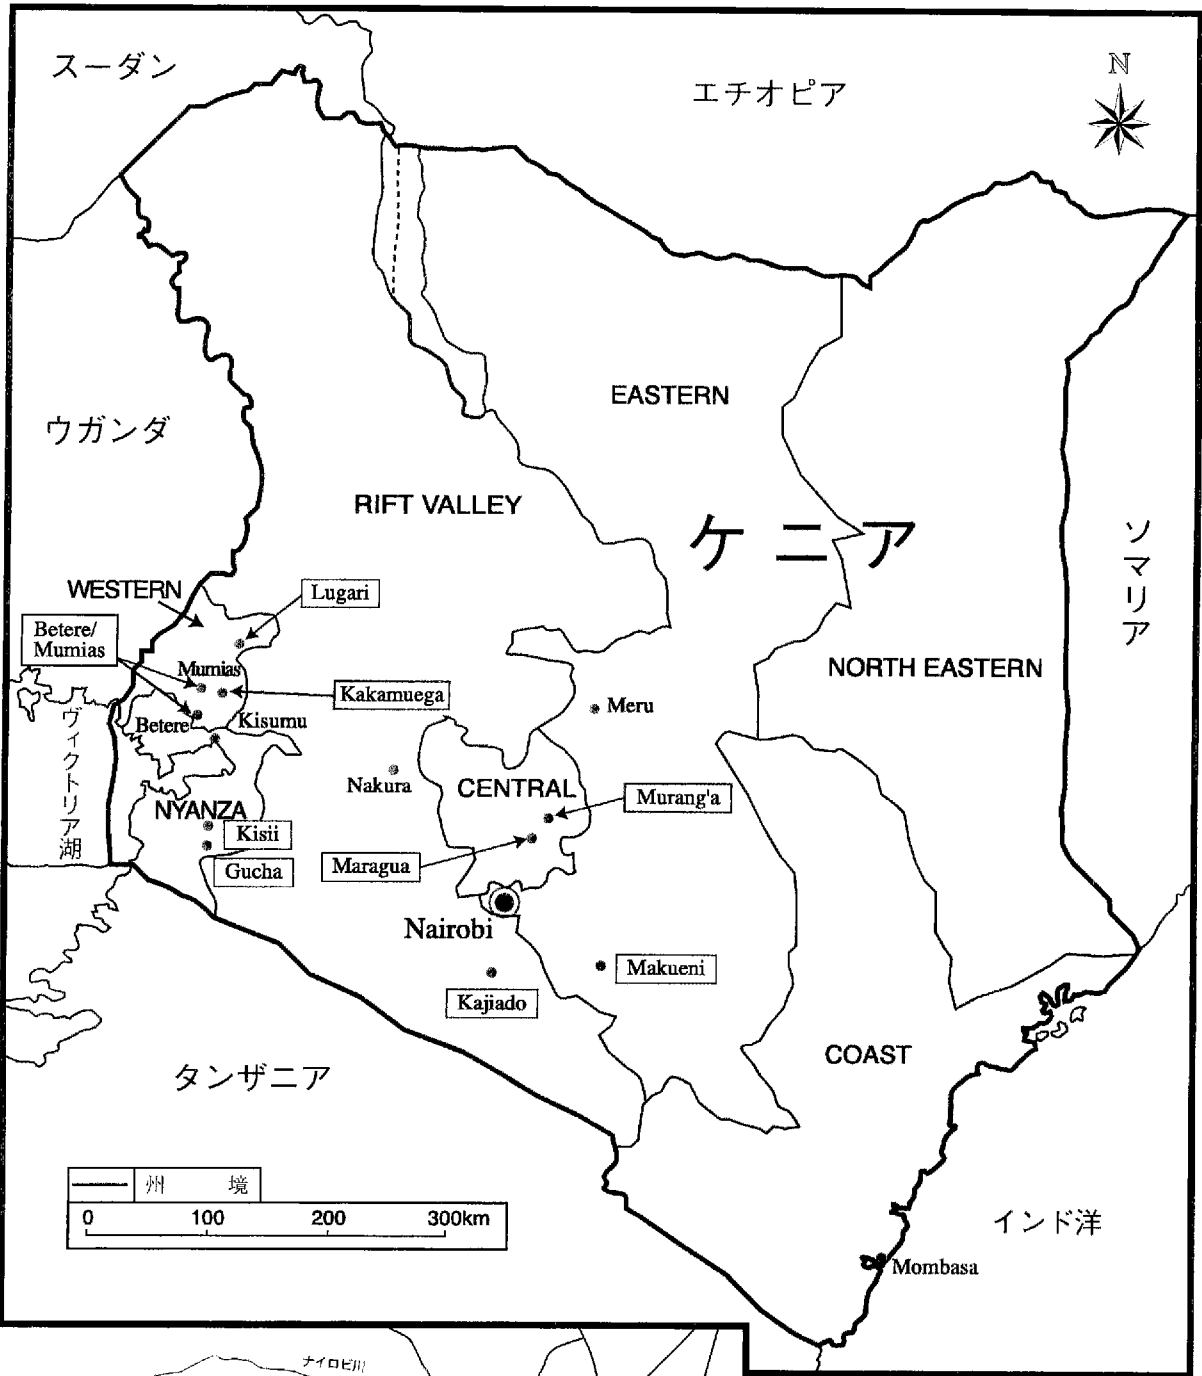 スーダン
エチオピア
N
ウガンダ
EASTERN
RIFT VALLEY
ケニア
ソマリア
WESTERN
Lugari
Betere/
Mumias
Mumias
Kakamuega
NORTH EASTERN
Meru
Betere
Kisumu
ヴィクトリア湖
Nakura
CENTRAL
Murang'a
NYANZA
Kisii
Maragua
Gucha
Nairobi
Makueni
Kajiado
COAST
タンザニア
州境
0 100 200 300km
インド洋
Mombasa
ナイロビ川